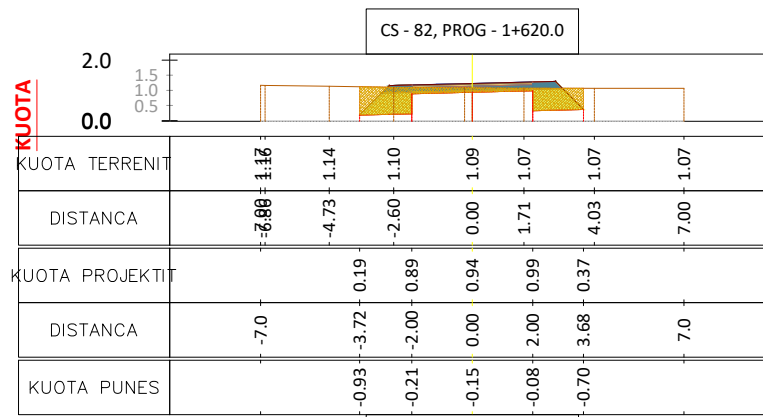 CS - 82, PROG - 1+620.0
2.0
1.5
1.0
0.5
0.0
KUOTA
KUOTA TERRENIT 1.17 1.16 1.14 1.10 1.09 1.07 1.07 1.07
DISTANCA -7.00 -6.86 -4.73 -2.60 0.00 1.71 4.03 7.00
KUOTA PROJEKTIT 0.19 0.89 0.94 0.99 0.37
DISTANCA -7.0 -3.72 -2.00 0.00 2.00 3.68 7.0
KUOTA PUNES -0.93 -0.21 -0.15 -0.08 -0.70